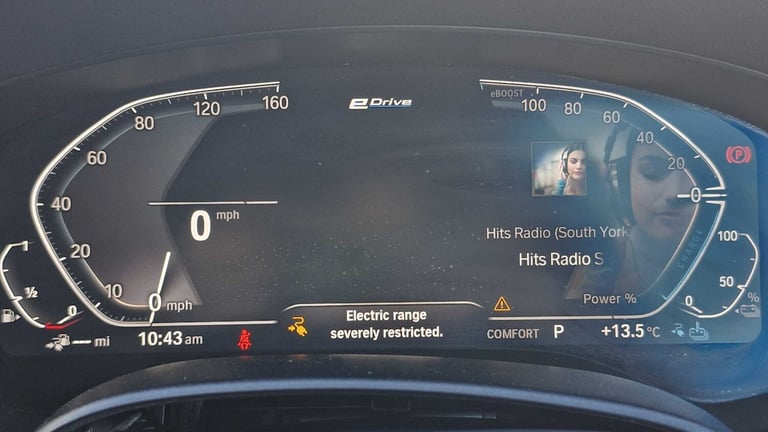 eDrive
160
120
80
60
40
20
10
0
mph
0 mph
1
½
0
--- mi
10:43 am
Electric range
severely restricted.
eBOOST
100
80
60
40
20
0
CHARGE
P
Hits Radio (South York
Hits Radio S
Power %
100
50
0
%
COMFORT P +13.5 °C